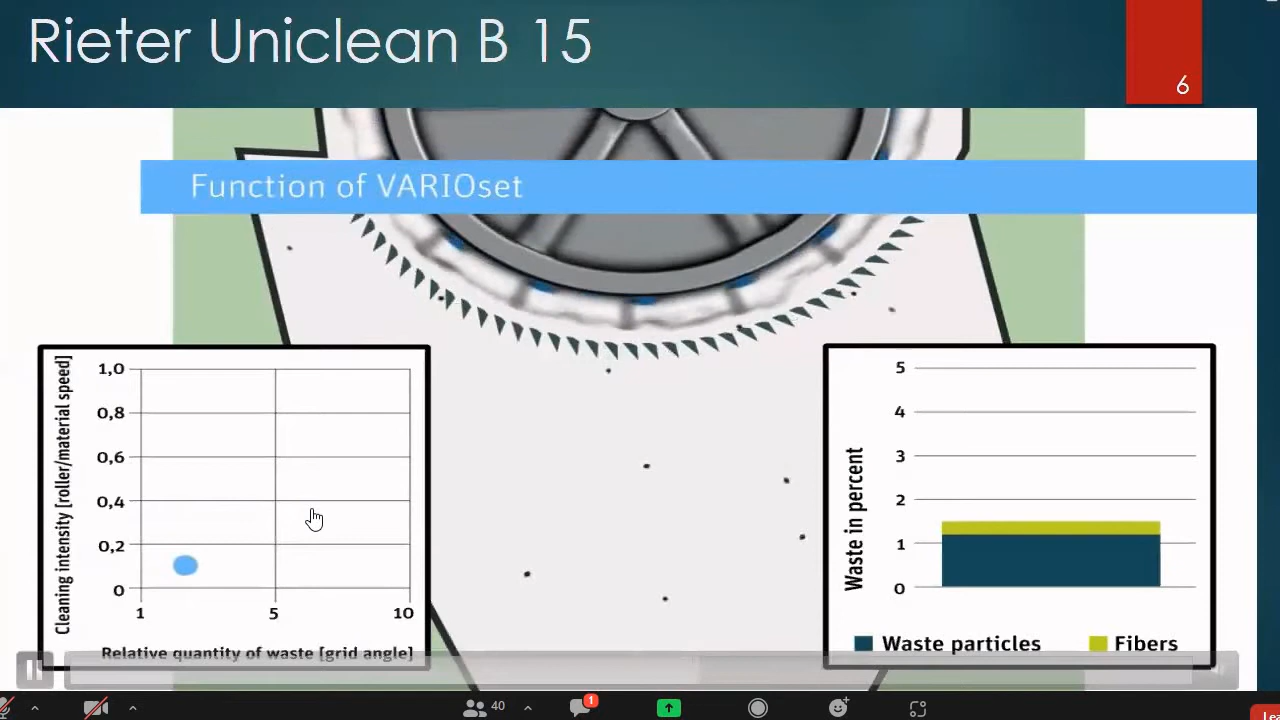 Rieter Uniclean B 15
6
Function of VARIOset
Cleaning intensity [roller/material speed]
1,0
0,8
0,6
0,4
0,2
0
1 5 10
Relative quantity of waste [grid angle]
Waste in percent
5
4
3
2
1
0
Waste particles Fibers
40
1